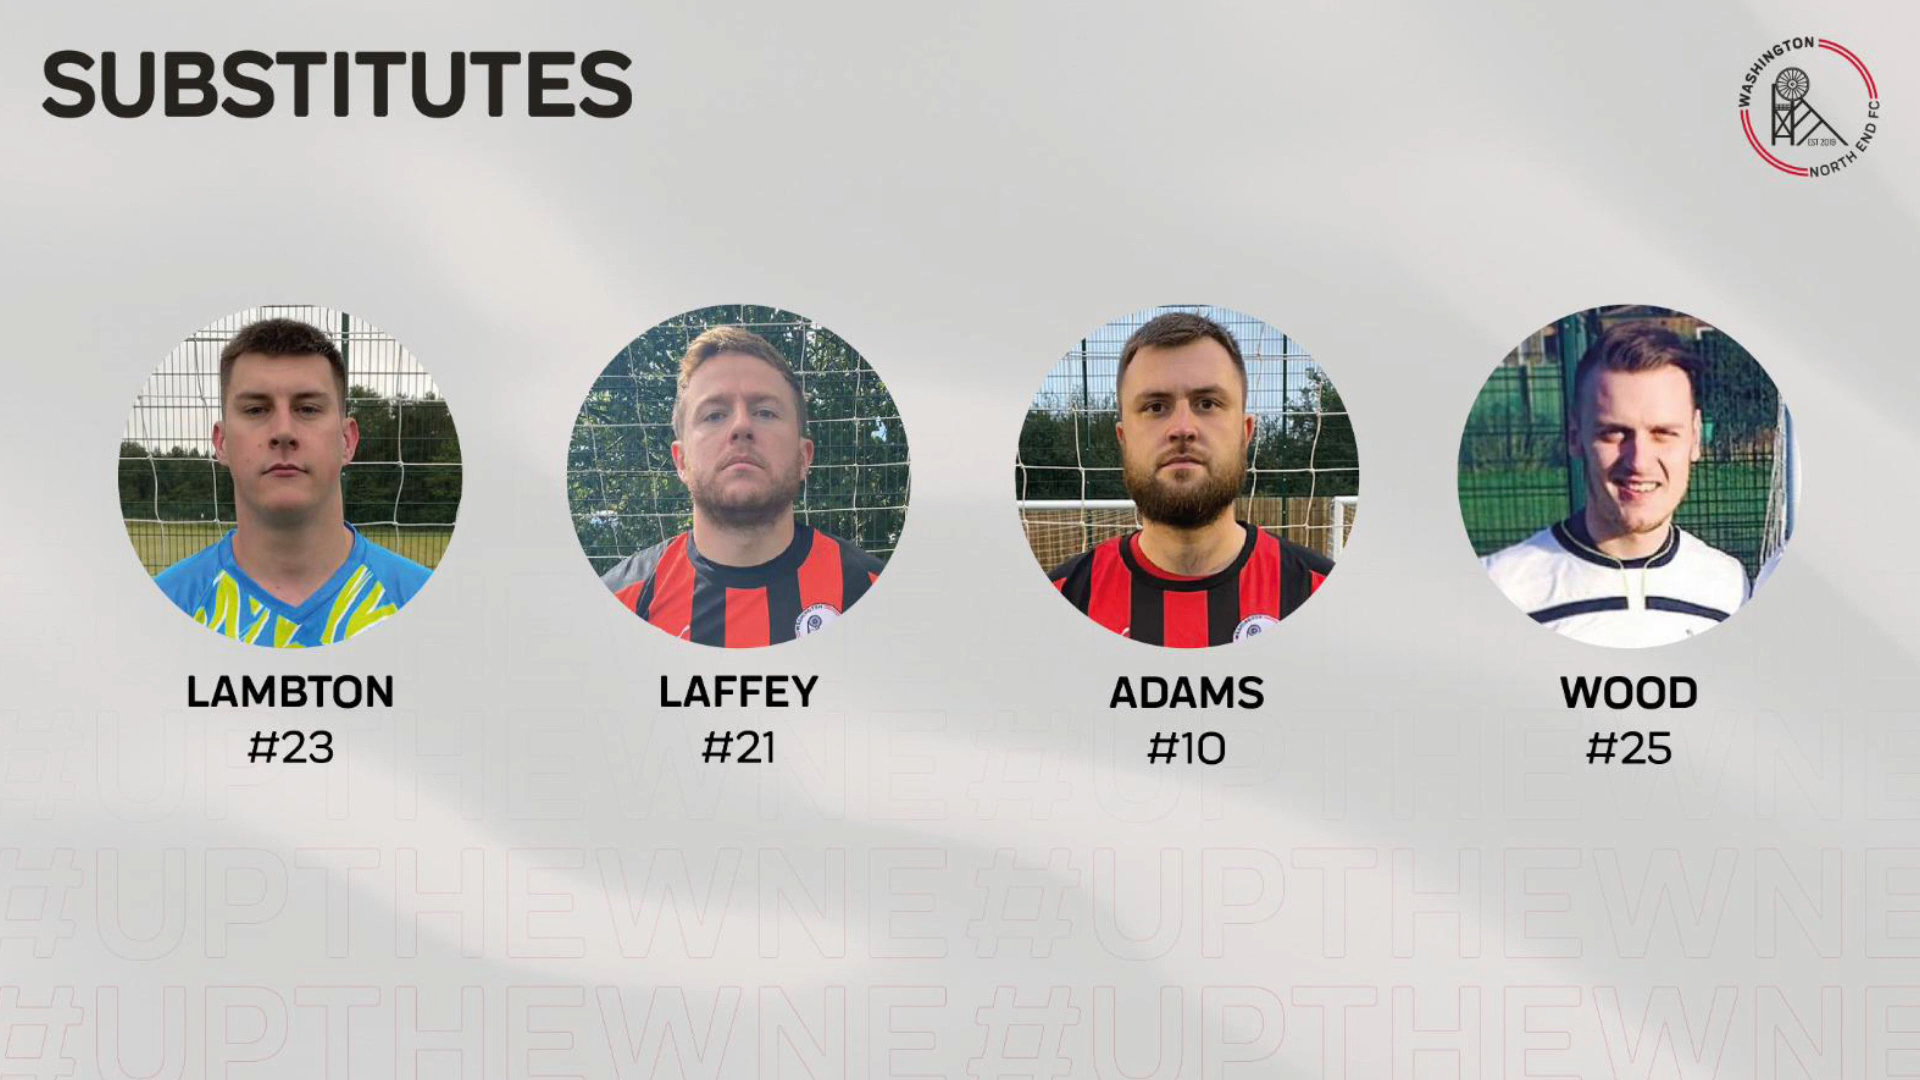 SUBSTITUTES
WASHINGTON
NORTH END FC
EST 2019
LAMBTON
#23
LAFFEY
#21
ADAMS
#10
WOOD
#25
#UPTHEWNE#UPTHEWNE
#UPTHEWNE#UPTHEWNE
#UPTHEWNE#UPTHEWNE